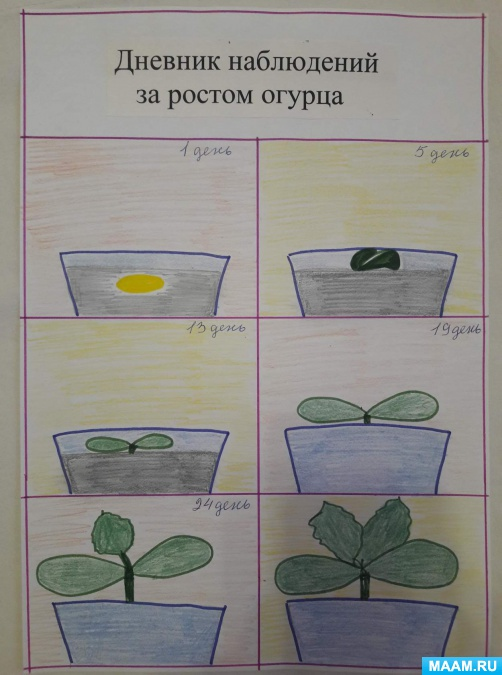 Дневник наблюдений
за ростом огурца
1 день
5 день
13 день
19 день
24 день
MAAM.RU